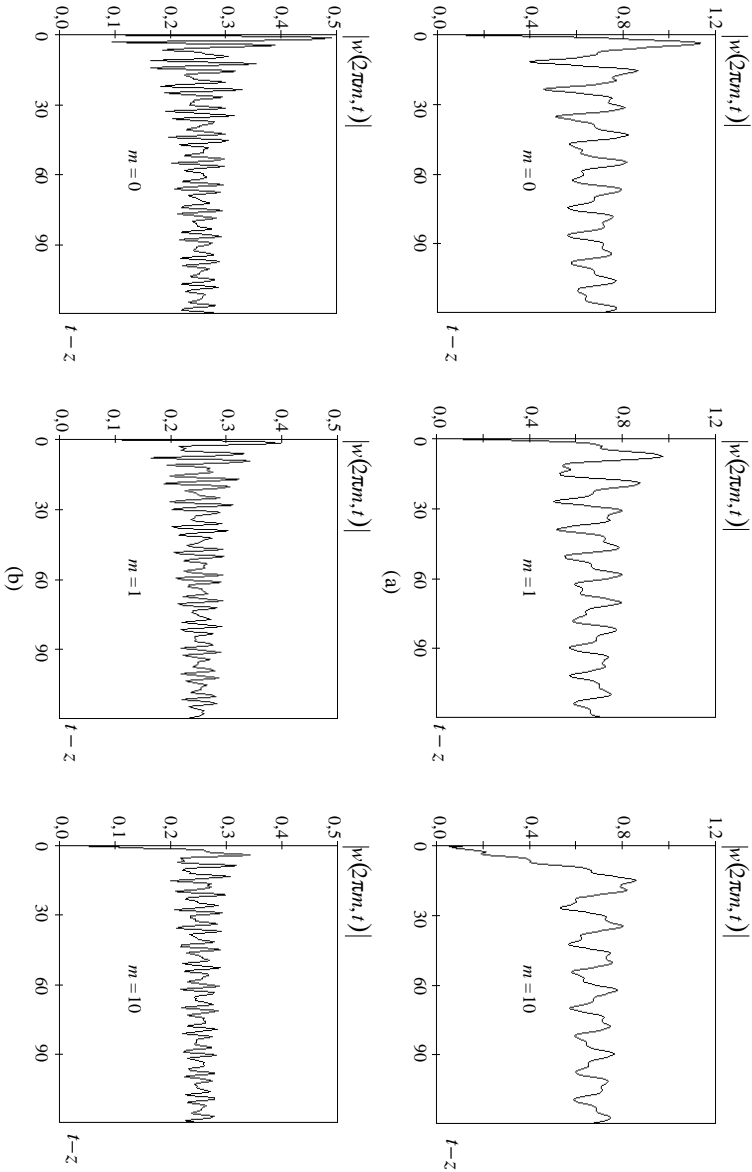 |w(2πm, t)|
1,2
0,8
0,4
0,0
m = 0
0 30 60 90
t – z
|w(2πm, t)|
1,2
0,8
0,4
0,0
m = 1
0 30 60 90
t – z
|w(2πm, t)|
1,2
0,8
0,4
0,0
m = 10
0 30 60 90
t – z
(a)
|w(2πm, t)|
0,5
0,4
0,3
0,2
0,1
0,0
m = 0
0 30 60 90
t – z
|w(2πm, t)|
0,5
0,4
0,3
0,2
0,1
0,0
m = 1
0 30 60 90
t – z
|w(2πm, t)|
0,5
0,4
0,3
0,2
0,1
0,0
m = 10
0 30 60 90
t – z
(b)